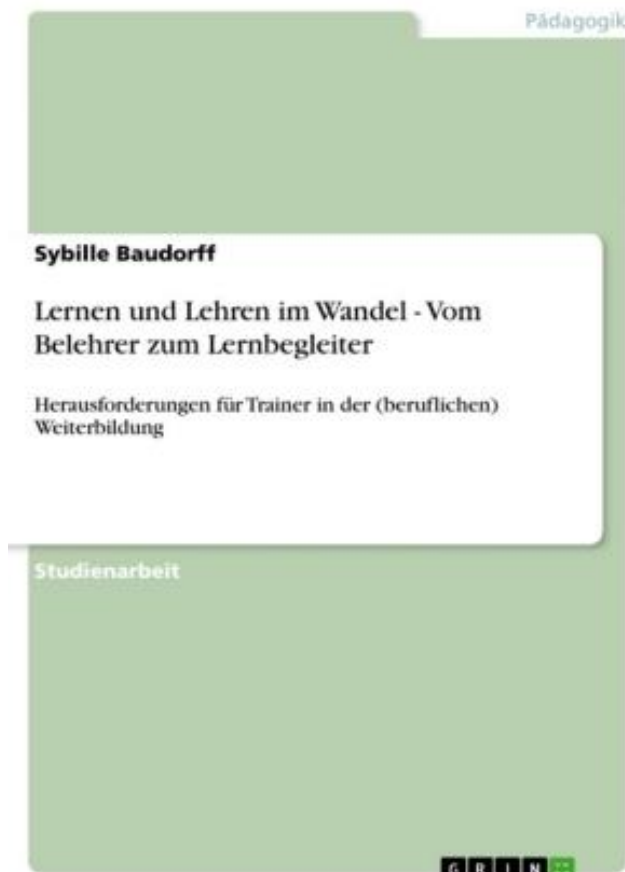 Pädagogik
Sybille Baudorff
Lernen und Lehren im Wandel - Vom
Belehrer zum Lernbegleiter
Herausforderungen für Trainer in der (beruflichen)
Weiterbildung
Studienarbeit
GRIN